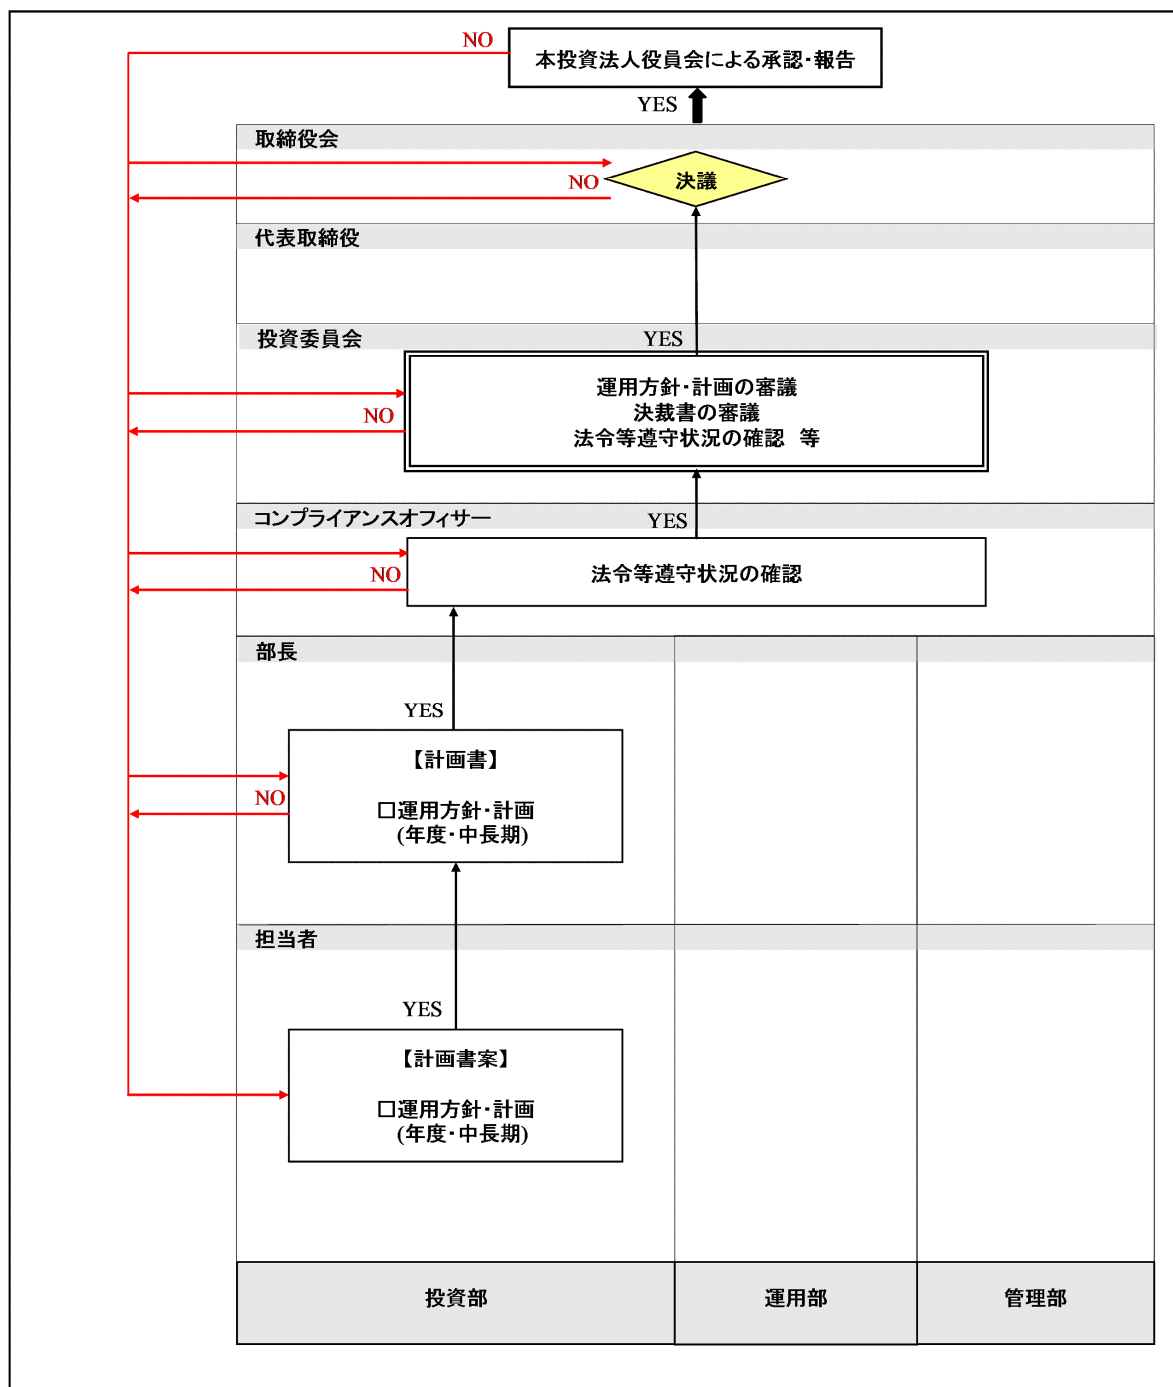 NO
本投資法人役員会による承認・報告
YES
取締役会
NO
決議
代表取締役
投資委員会
YES
運用方針・計画の審議
決裁書の審議
法令等遵守状況の確認 等
NO
コンプライアンスオフィサー
YES
法令等遵守状況の確認
NO
部長
YES
【計画書】
□運用方針・計画
(年度・中長期)
NO
担当者
YES
【計画書案】
□運用方針・計画
(年度・中長期)
投資部
運用部
管理部